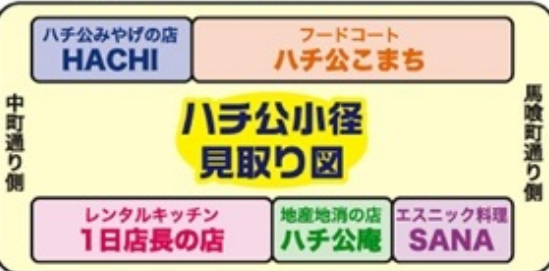 ハチ公みやげの店
HACHI
フードコート
ハチ公こまち
中町通り側
ハチ公小径
見取り図
馬喰町通り側
レンタルキッチン
1日店長の店
地産地消の店
ハチ公庵
エスニック料理
SANA